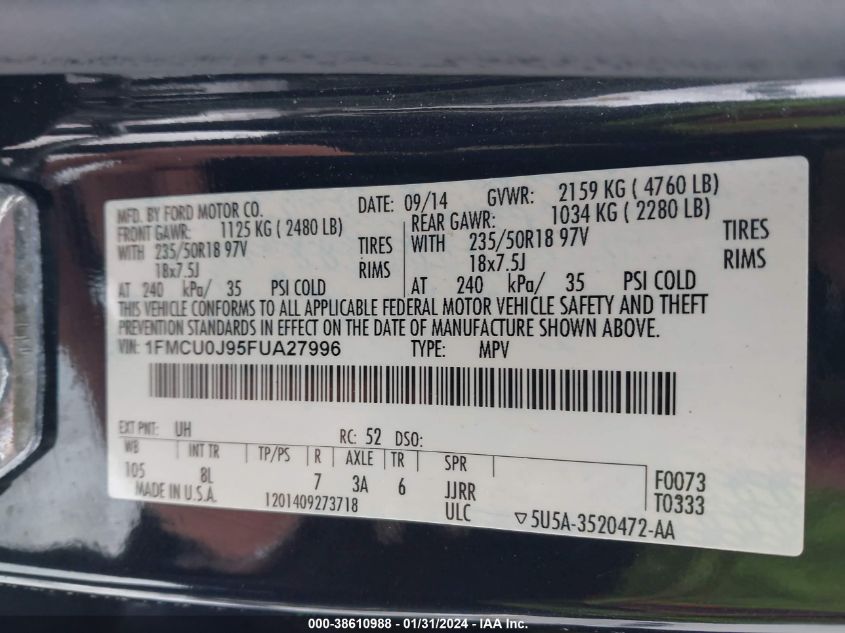 MFD. BY FORD MOTOR CO. DATE: 09/14 GVWR: 2159 KG ( 4760 LB)
FRONT GAWR: 1125 KG ( 2480 LB) REAR GAWR: 1034 KG ( 2280 LB)
WITH 235/50R18 97V TIRES WITH 235/50R18 97V TIRES
18x7.5J RIMS 18x7.5J RIMS
AT 240 kPa/ 35 PSI COLD AT 240 kPa/ 35 PSI COLD
THIS VEHICLE CONFORMS TO ALL APPLICABLE FEDERAL MOTOR VEHICLE SAFETY AND THEFT
PREVENTION STANDARDS IN EFFECT ON THE DATE OF MANUFACTURE SHOWN ABOVE.
VIN: 1FMCU0J95FUA27996 TYPE: MPV
EXT PNT: UH RC: 52 DSO:
WB INT TR TP/PS R AXLE TR SPR F0073
105 8L 7 3A 6 JJRR T0333
MADE IN U.S.A. 1201409273718 ULC ▽5U5A-3520472-AA
000-38610988 - 01/31/2024 - IAA Inc.